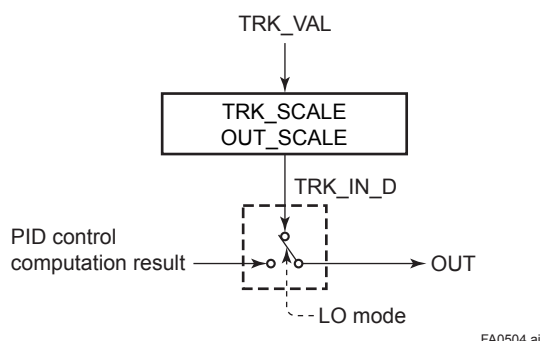 TRK_VAL
TRK_SCALE
OUT_SCALE
TRK_IN_D
PID control
computation result
OUT
LO mode
FA0504.ai